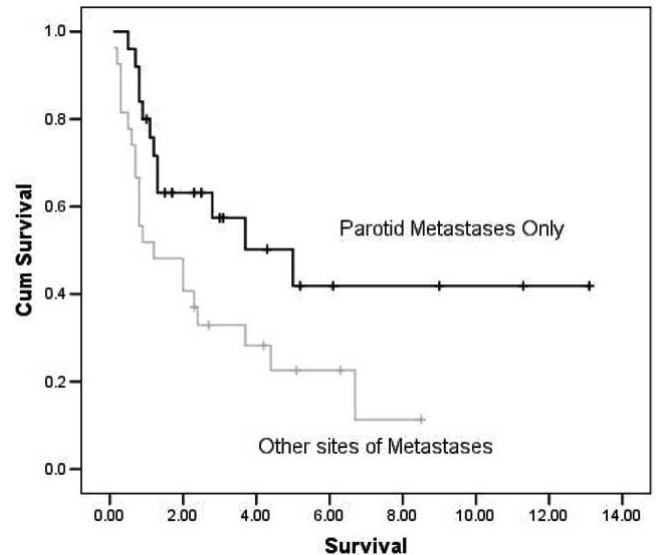 Cum Survival
1.0
0.8
0.6
0.4
0.2
0.0
Parotid Metastases Only
Other sites of Metastases
0.00 2.00 4.00 6.00 8.00 10.00 12.00 14.00
Survival